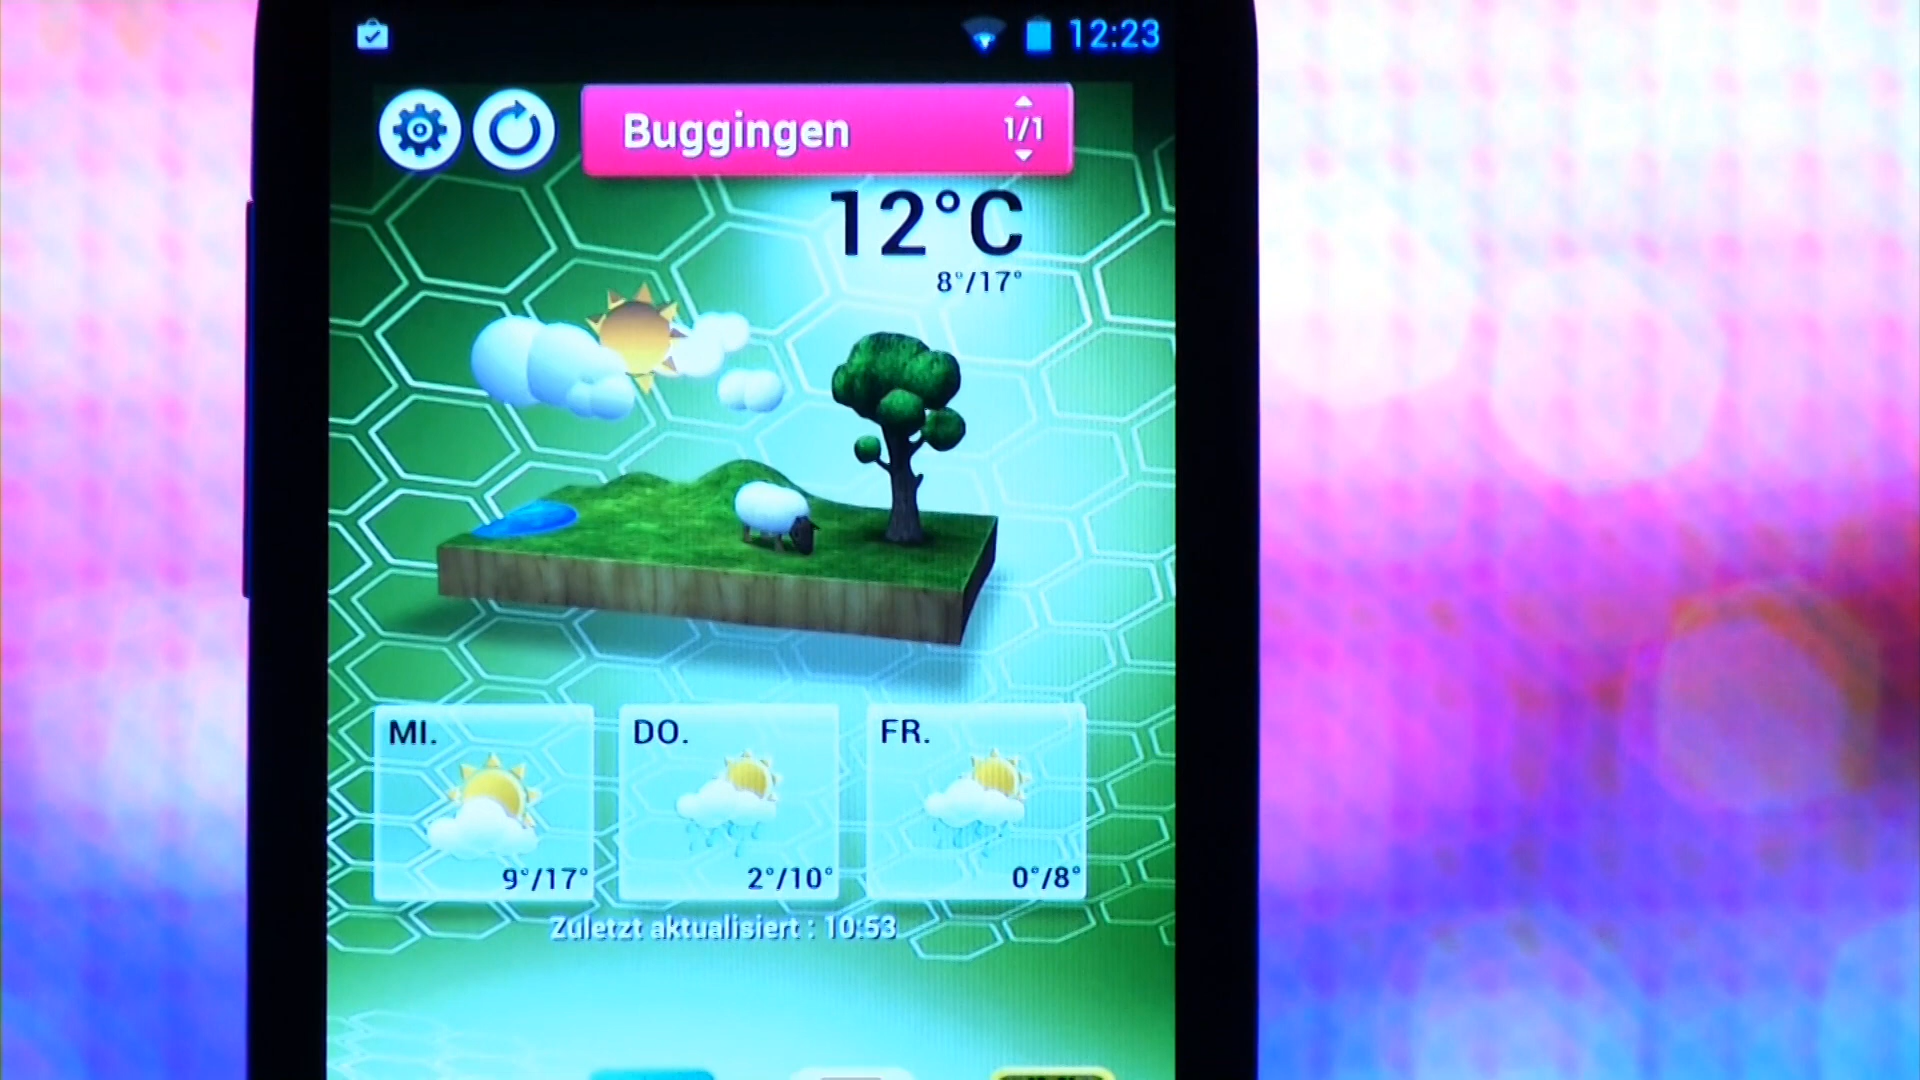 12:23
Buggingen
1/1
12°C
8°/17°
MI.
DO.
FR.
9°/17°
2°/10°
0°/8°
Zuletzt aktualisiert : 10:53